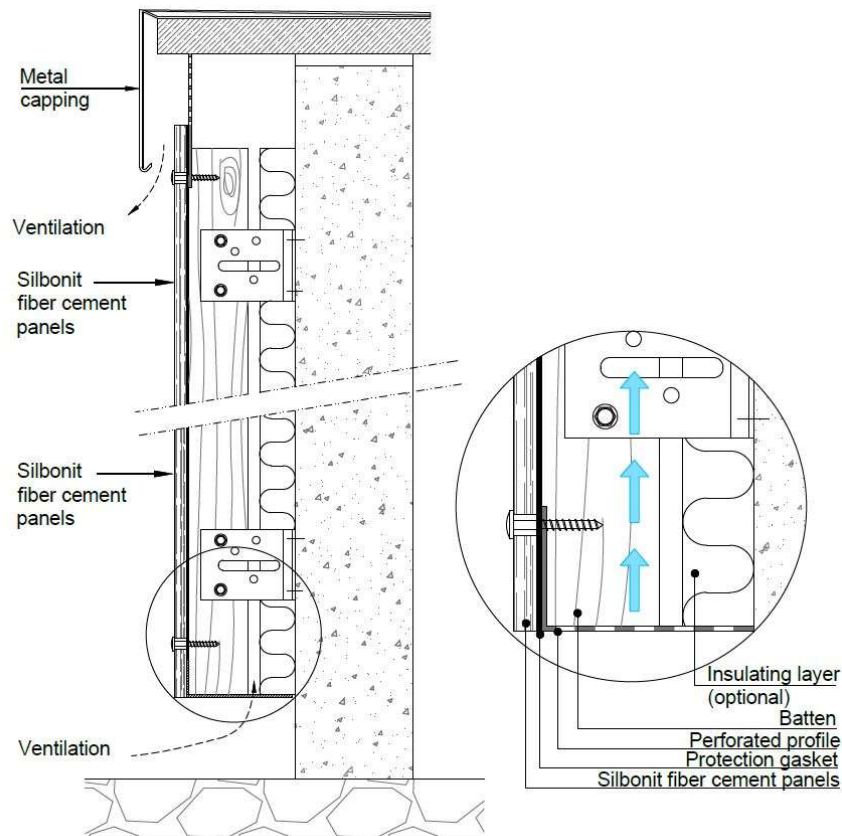 Metal
capping
Ventilation
Silbonit
fiber cement
panels
Silbonit
fiber cement
panels
Ventilation
Insulating layer
(optional)
Batten
Perforated profile
Protection gasket
Silbonit fiber cement panels